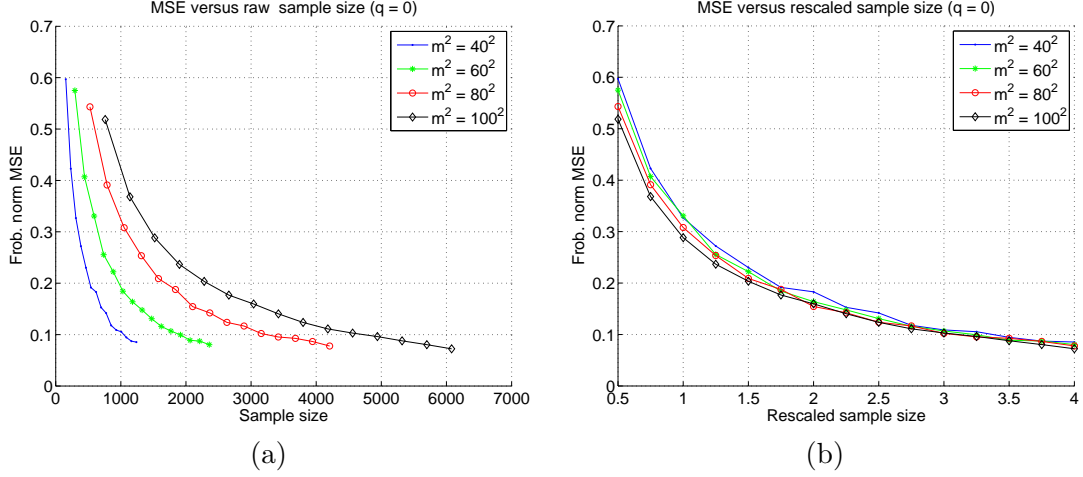 MSE versus raw sample size (q = 0)
m² = 40²
m² = 60²
m² = 80²
m² = 100²
0.6
0.5
0.4
0.3
0.2
0.1
0
Frob. norm MSE
0 1000 2000 3000 4000 5000 6000 7000
Sample size
(a)
MSE versus rescaled sample size (q = 0)
m² = 40²
m² = 60²
m² = 80²
m² = 100²
0.6
0.5
0.4
0.3
0.2
0.1
0
Frob. norm MSE
0.5 1 1.5 2 2.5 3 3.5 4
Rescaled sample size
(b)